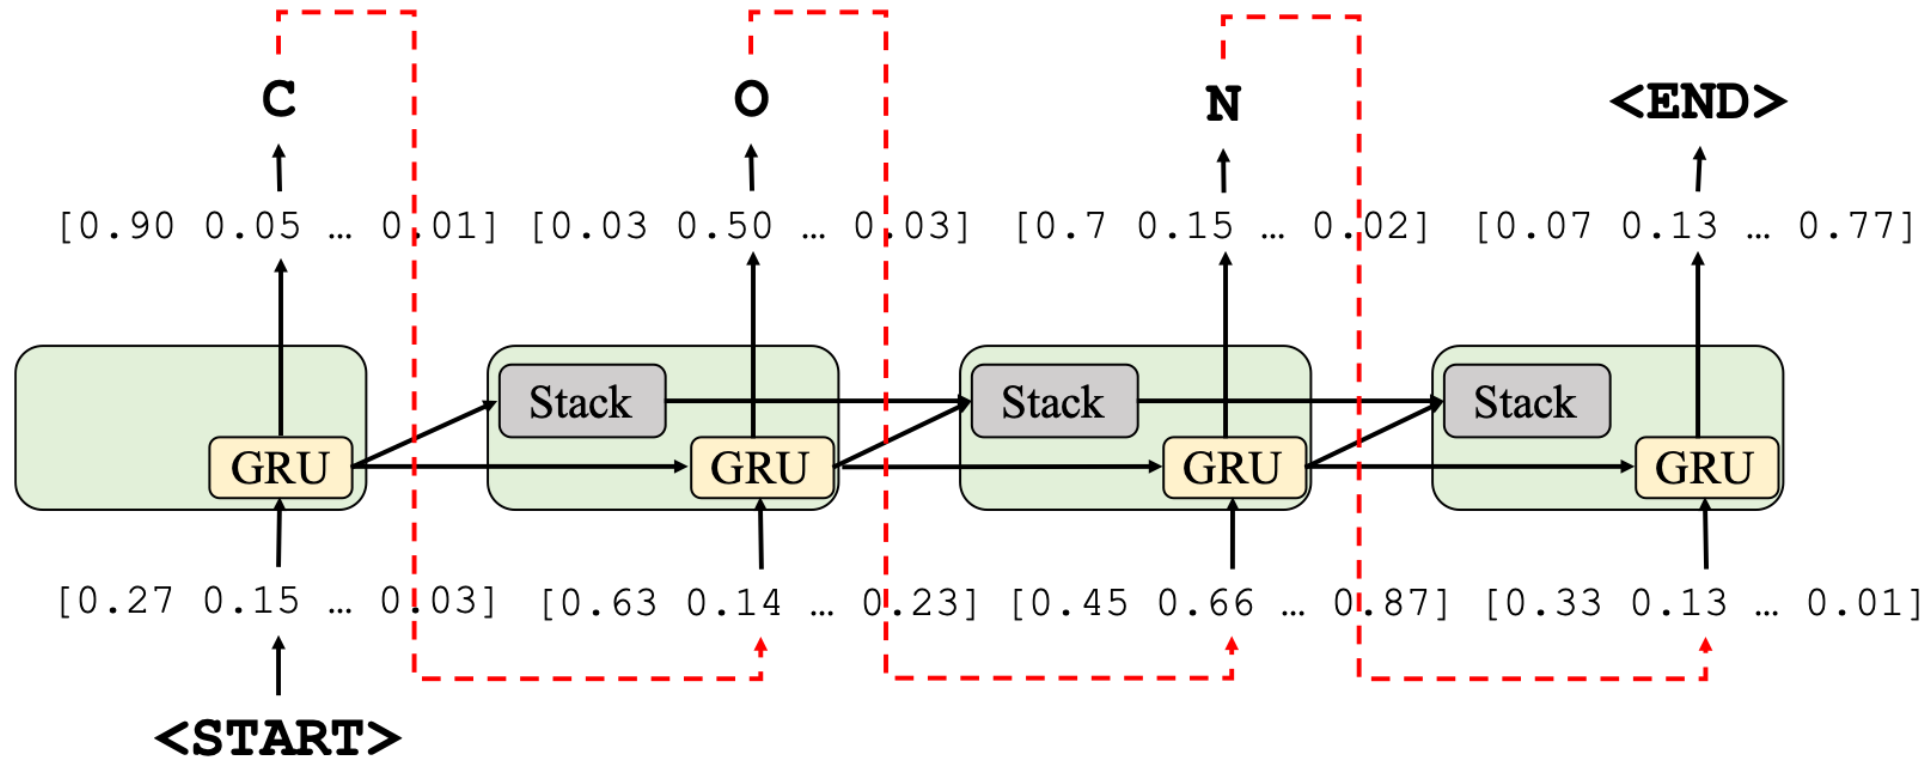 C O N <END>
[0.90 0.05 … 0.01] [0.03 0.50 … 0.03] [0.7 0.15 … 0.02] [0.07 0.13 … 0.77]
Stack Stack Stack
GRU GRU GRU GRU
[0.27 0.15 … 0.03] [0.63 0.14 … 0.23] [0.45 0.66 … 0.87] [0.33 0.13 … 0.01]
<START>